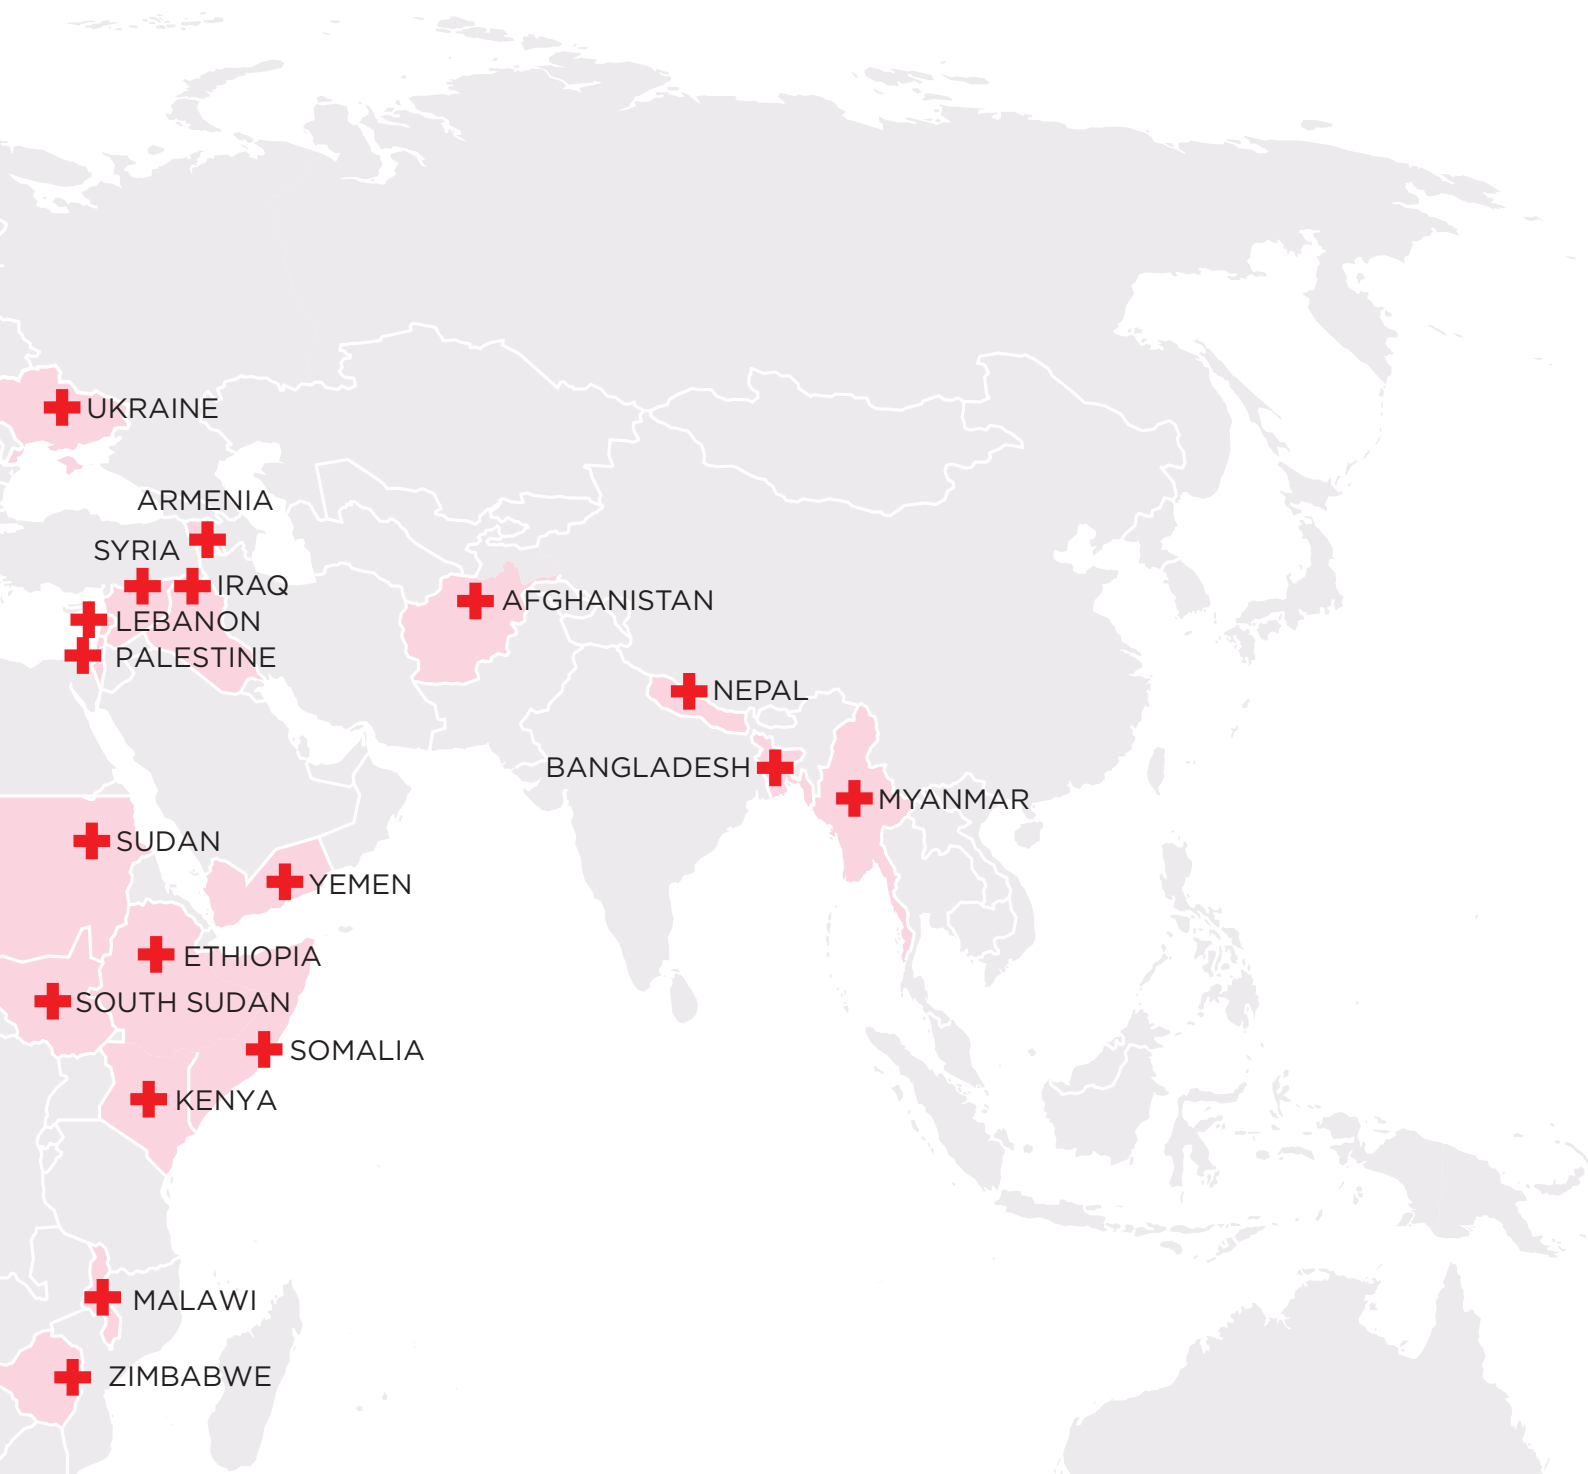 UKRAINE
ARMENIA
SYRIA
IRAQ
LEBANON
PALESTINE
AFGHANISTAN
NEPAL
BANGLADESH
MYANMAR
SUDAN
YEMEN
ETHIOPIA
SOUTH SUDAN
SOMALIA
KENYA
MALAWI
ZIMBABWE